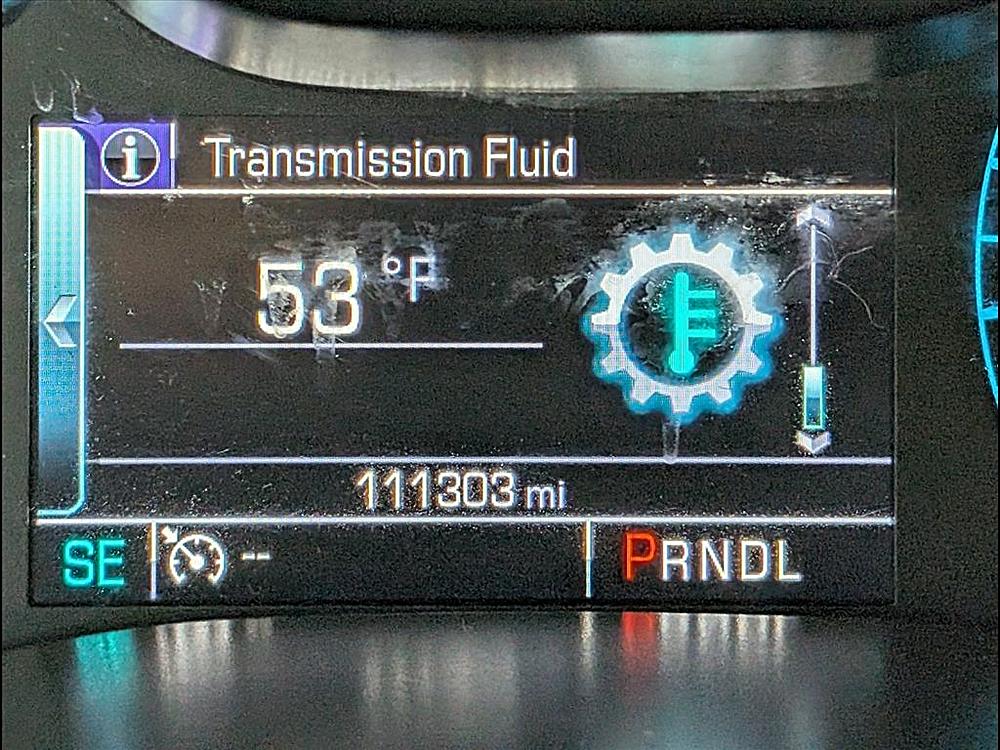 i Transmission Fluid
53 °F
111303 mi
SE -- PRNDL